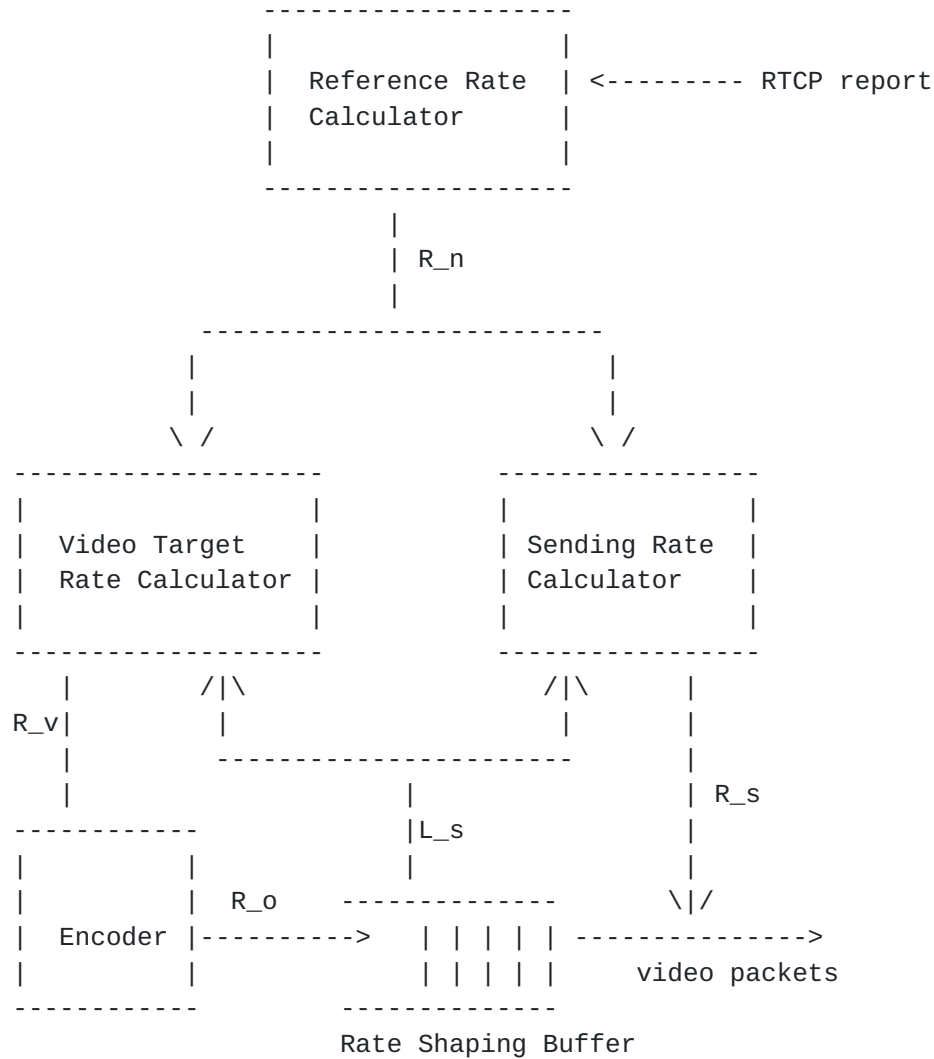 Reference Rate <--------- RTCP report
Calculator
R_n
Video Target Sending Rate
Rate Calculator Calculator
R_v
R_s
L_s
R_o
Encoder
video packets
Rate Shaping Buffer